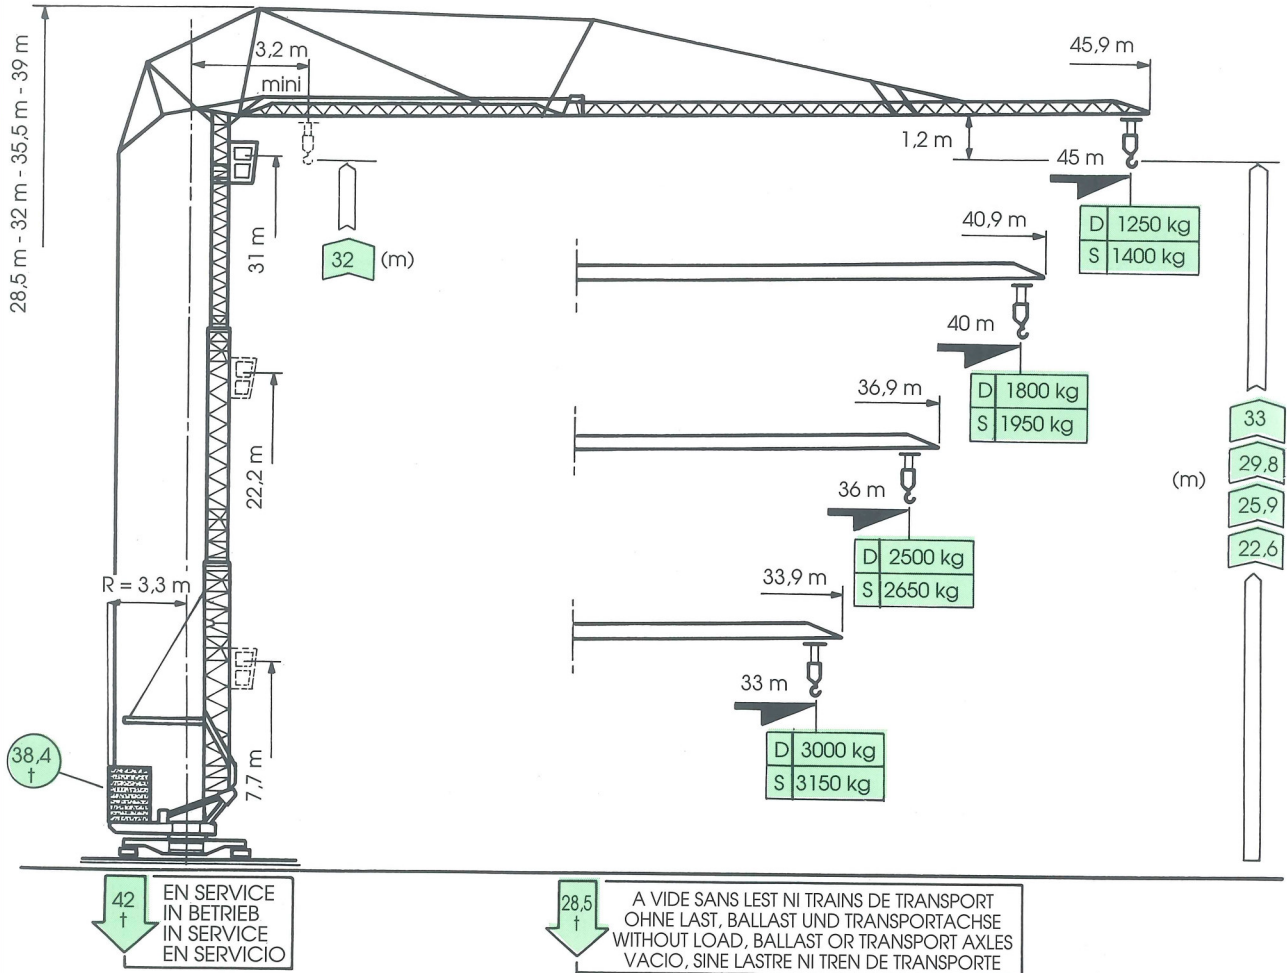 28,5 m - 32 m - 35,5 m - 39 m
3,2 m
mini
45,9 m
1,2 m
45 m
D 1250 kg
S 1400 kg
31 m
32 (m)
40,9 m
40 m
D 1800 kg
S 1950 kg
36,9 m
36 m
D 2500 kg
S 2650 kg
22,2 m
33
29,8
(m)
25,9
22,6
R = 3,3 m
33,9 m
33 m
D 3000 kg
S 3150 kg
7,7 m
38,4
t
42
t
EN SERVICE
IN BETRIEB
IN SERVICE
EN SERVICIO
28,5
t
A VIDE SANS LEST NI TRAINS DE TRANSPORT
OHNE LAST, BALLAST UND TRANSPORTACHSE
WITHOUT LOAD, BALLAST OR TRANSPORT AXLES
VACIO, SINE LASTRE NI TREN DE TRANSPORTE